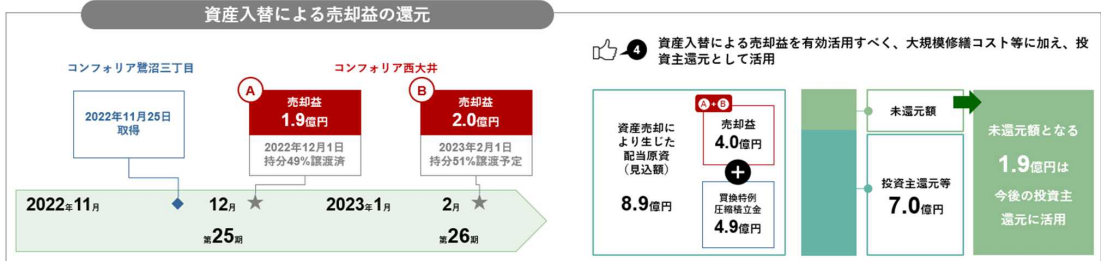 資産入替による売却益の還元
コンフォリア鷺沼三丁目
コンフォリア西大井
2022年11月25日
取得
A
売却益
1.9億円
2022年12月1日
持分49%譲渡済
B
売却益
2.0億円
2023年2月1日
持分51%譲渡予定
2022年11月
12月
2023年1月
2月
第25期
第26期
4
資産入替による売却益を有効活用すべく、大規模修繕コスト等に加え、投
資主還元として活用
資産売却に
より生じた
配当原資
（見込額）
8.9億円
A+B
売却益
4.0億円
買換特例
圧縮積立金
4.9億円
未還元額
投資主還元等
7.0億円
未還元額となる
1.9億円は
今後の投資主
還元に活用